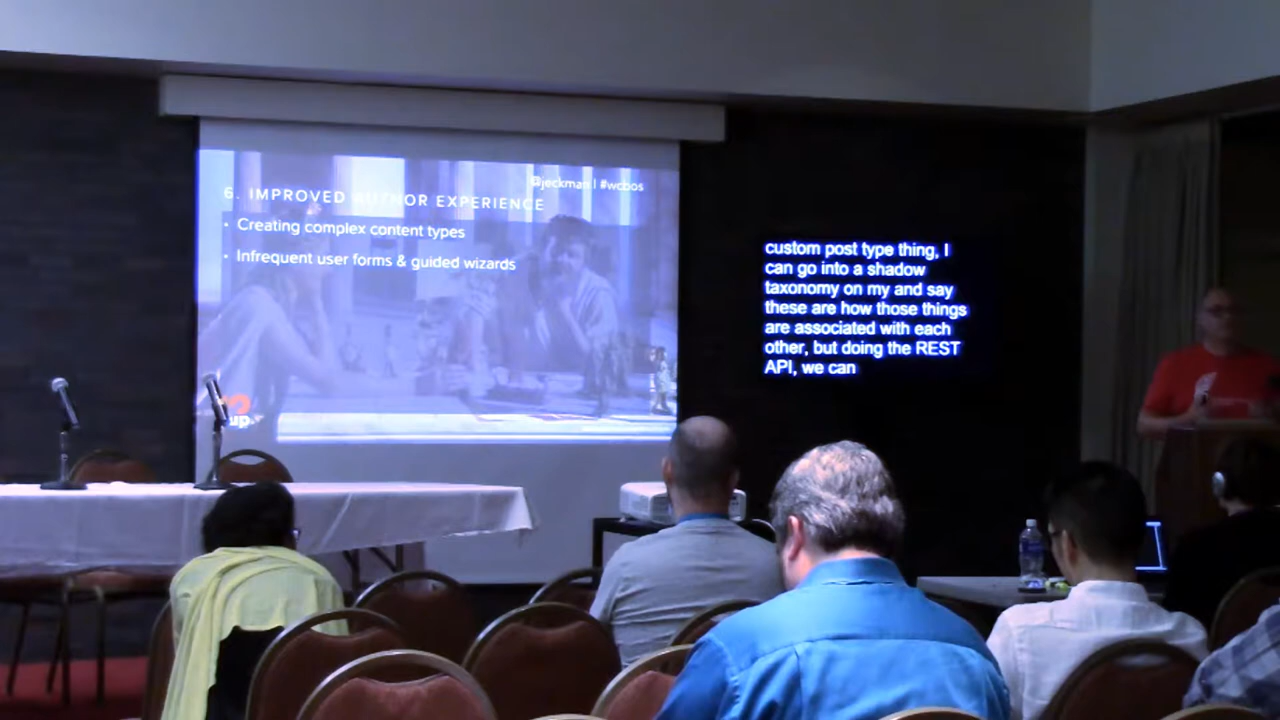 @jeckman | #wcbos
6. IMPROVED AUTHOR EXPERIENCE
• Creating complex content types
• Infrequent user forms & guided wizards
up
custom post type thing, I
can go into a shadow
taxonomy on my and say
these are how those things
are associated with each
other, but doing the REST
API, we can